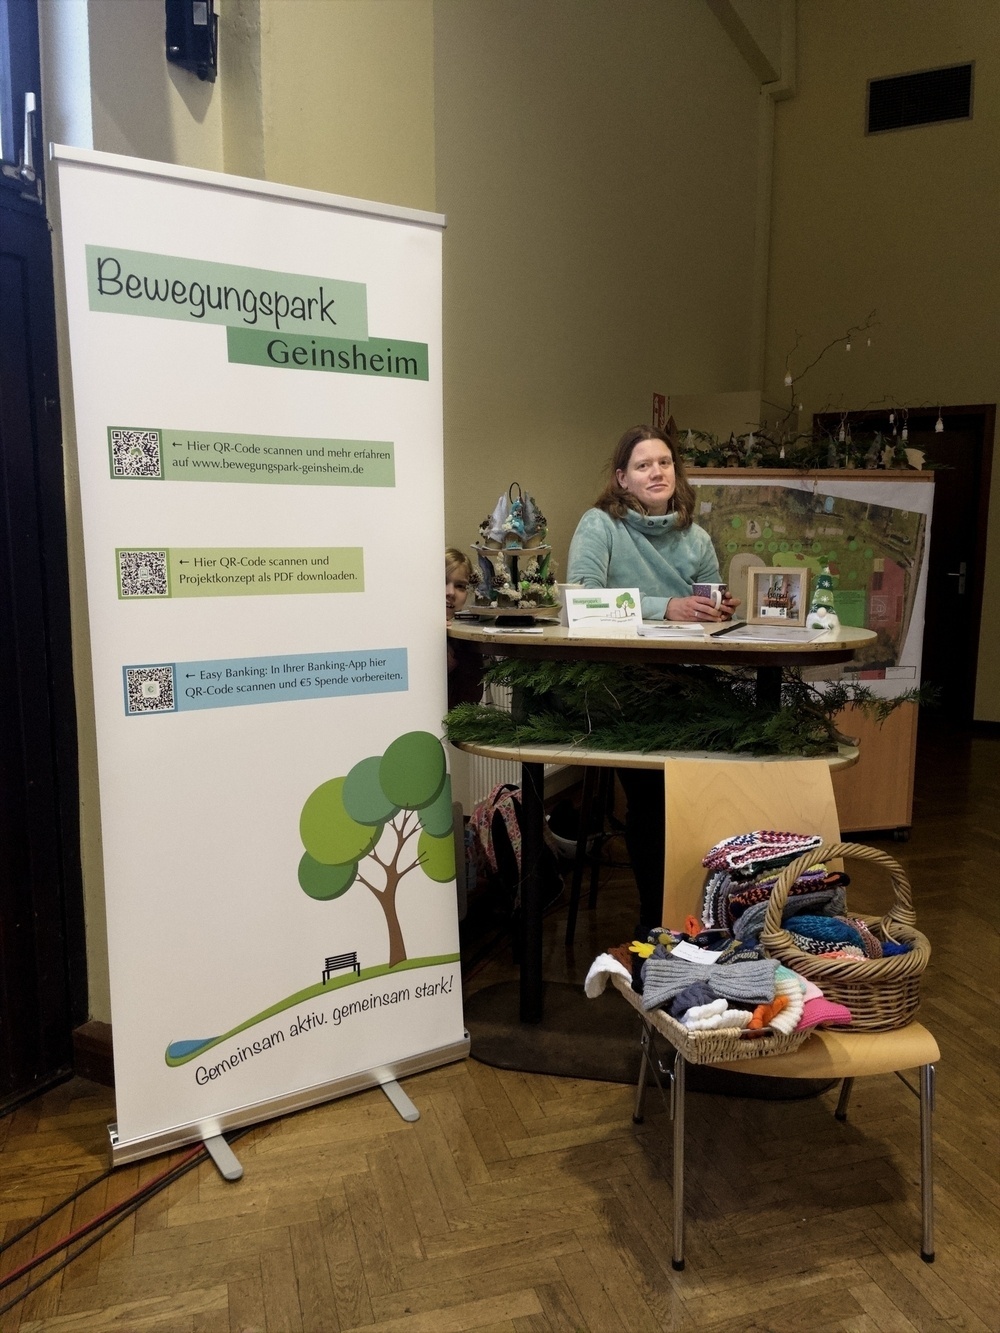 Bewegungspark
Geinsheim
← Hier QR-Code scannen und mehr erfahren
auf www.bewegungspark-geinsheim.de
← Hier QR-Code scannen und
Projektkonzept als PDF downloaden.
← Easy Banking: In Ihrer Banking-App hier
QR-Code scannen und €5 Spende vorbereiten.
Gemeinsam aktiv. gemeinsam stark!
Bewegungspark